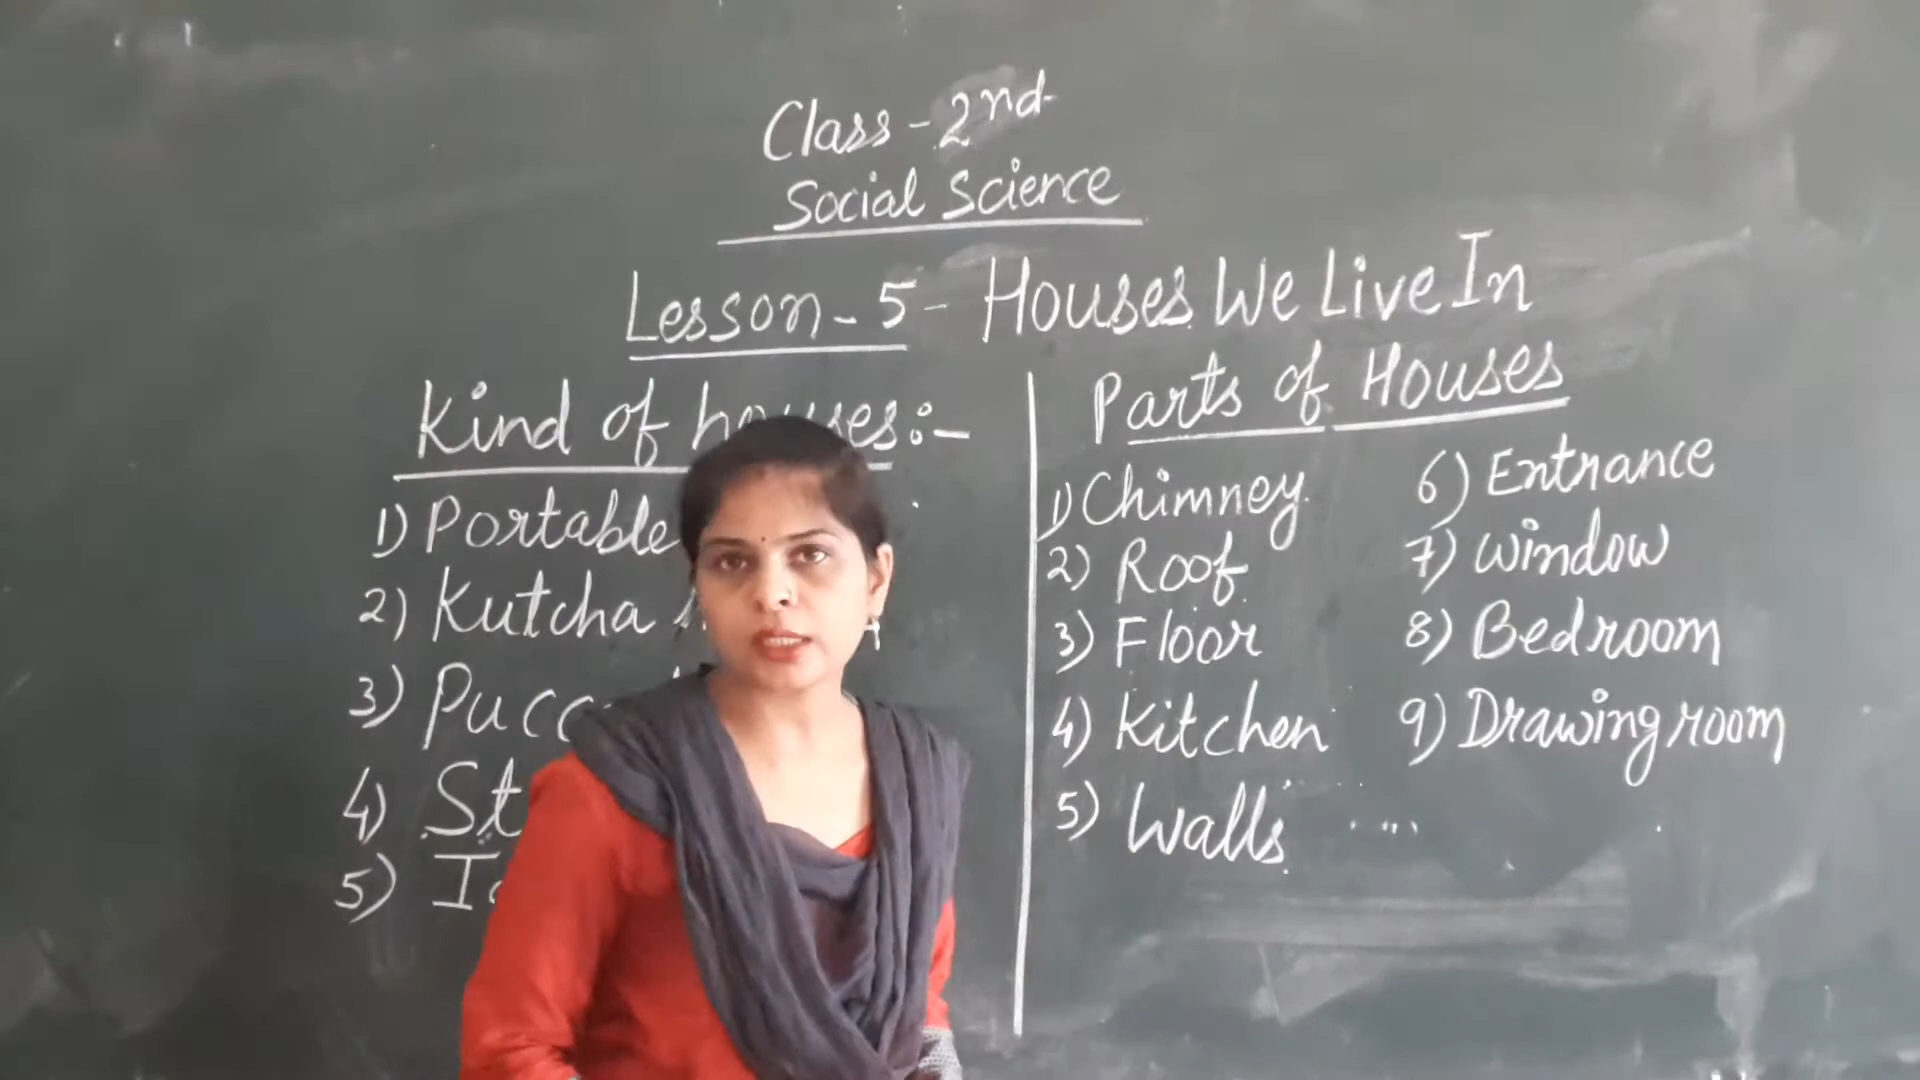 Class - 2nd
Social Science
Lesson - 5 - Houses We Live In
Kind of houses :-
1) Portable
2) Kutcha
3)
4)
5)
Parts of Houses
1) Chimney
2) Roof
3) Floor
4) Kitchen
5) Walls
6) Entrance
7) Window
8) Bedroom
9) Drawing room